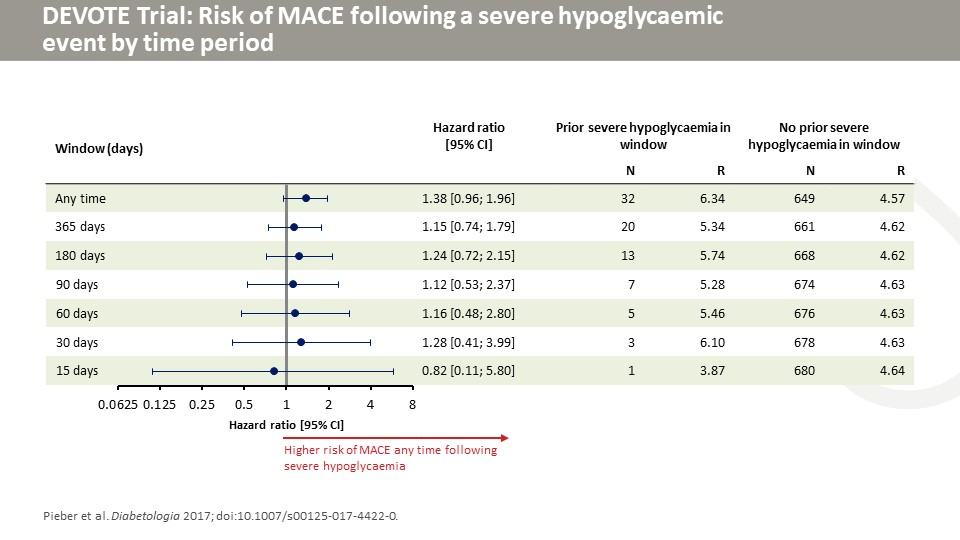 DEVOTE Trial: Risk of MACE following a severe hypoglycaemic
event by time period
Window (days)
Hazard ratio
[95% CI]
Prior severe hypoglycaemia in
window
No prior severe
hypoglycaemia in window
N R N R
Any time 1.38 [0.96; 1.96] 32 6.34 649 4.57
365 days 1.15 [0.74; 1.79] 20 5.34 661 4.62
180 days 1.24 [0.72; 2.15] 13 5.74 668 4.62
90 days 1.12 [0.53; 2.37] 7 5.28 674 4.63
60 days 1.16 [0.48; 2.80] 5 5.46 676 4.63
30 days 1.28 [0.41; 3.99] 3 6.10 678 4.63
15 days 0.82 [0.11; 5.80] 1 3.87 680 4.64
0.0625 0.125 0.25 0.5 1 2 4 8
Hazard ratio [95% CI]
Higher risk of MACE any time following
severe hypoglycaemia
Pieber et al. Diabetologia 2017; doi:10.1007/s00125-017-4422-0.